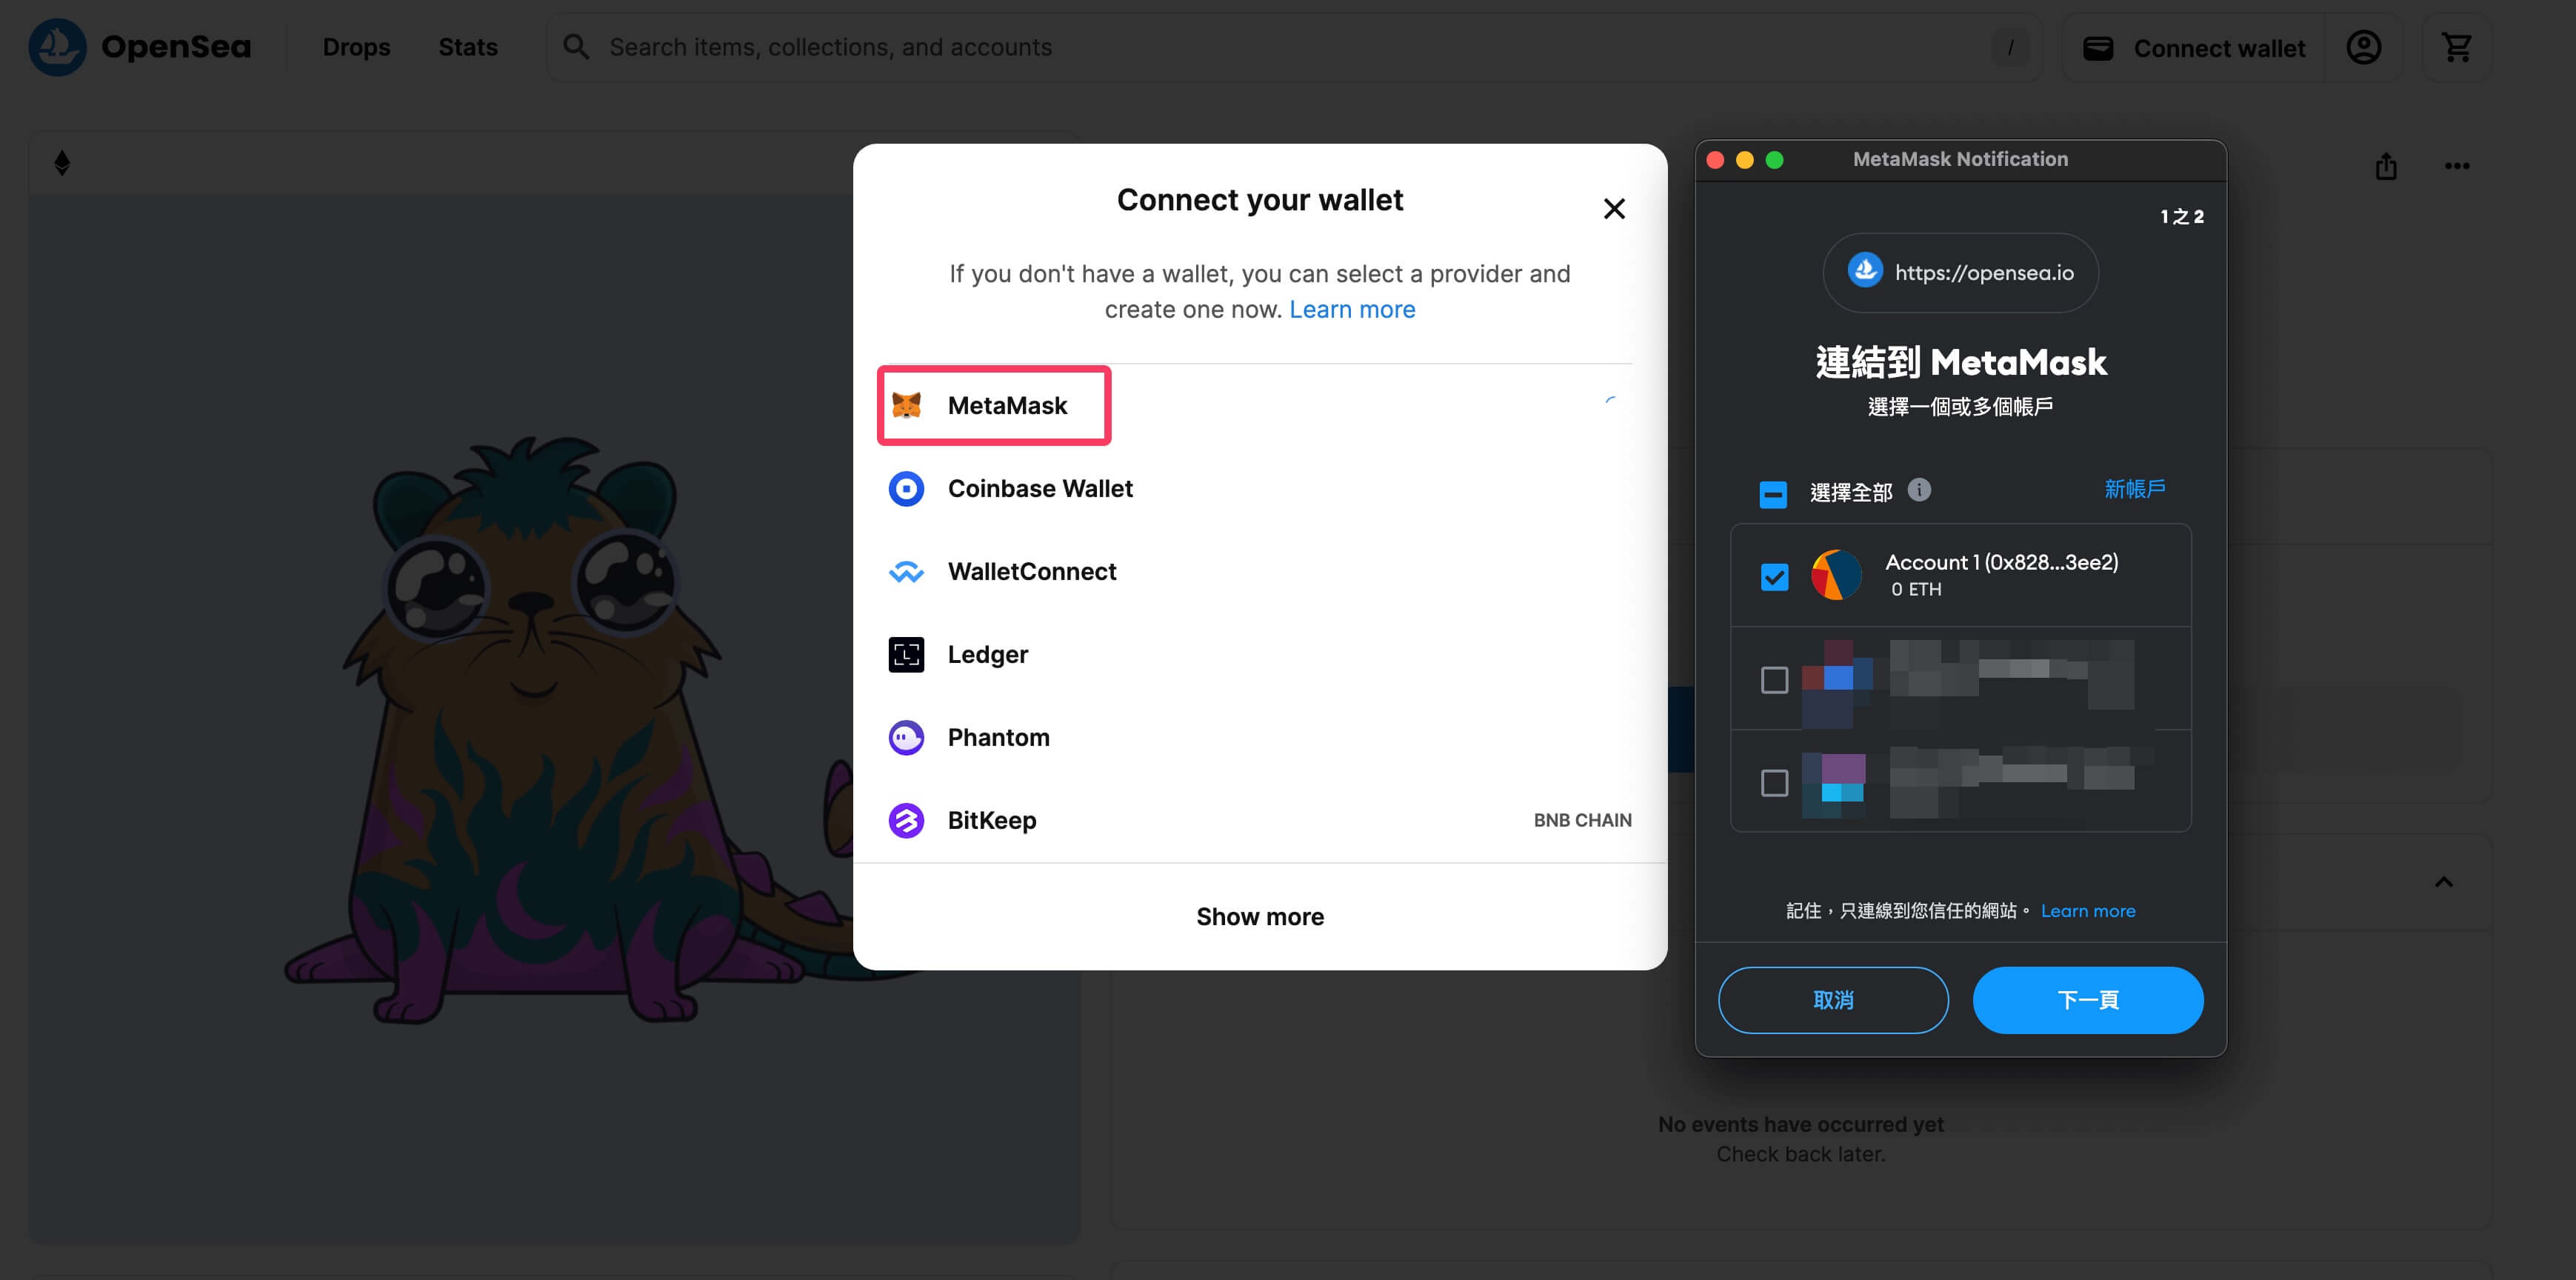 OpenSea
Drops
Stats
Search items, collections, and accounts
/
Connect wallet
Connect your wallet
If you don't have a wallet, you can select a provider and
create one now. Learn more
MetaMask
Coinbase Wallet
WalletConnect
Ledger
Phantom
BitKeep
BNB CHAIN
Show more
MetaMask Notification
1 之 2
https://opensea.io
連結到 MetaMask
選擇一個或多個帳戶
選擇全部
新帳戶
Account 1 (0x828...3ee2)
0 ETH
記住，只連線到您信任的網站。 Learn more
取消
下一頁
No events have occurred yet
Check back later.